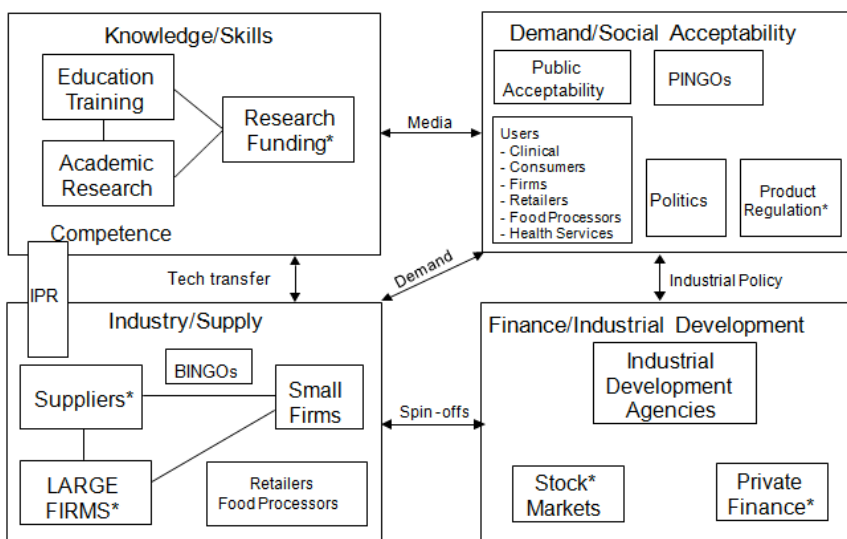 Knowledge/Skills
Education
Training
Research
Funding*
Academic
Research
Competence
Media
Demand/Social Acceptability
Public
Acceptability
PINGOs
Users
- Clinical
- Consumers
- Firms
- Retailers
- Food Processors
- Health Services
Politics
Product
Regulation*
IPR
Tech transfer
Demand
Industrial Policy
Industry/Supply
BINGOs
Suppliers*
Small
Firms
LARGE
FIRMS*
Retailers
Food Processors
Spin-offs
Finance/Industrial Development
Industrial
Development
Agencies
Stock*
Markets
Private
Finance*